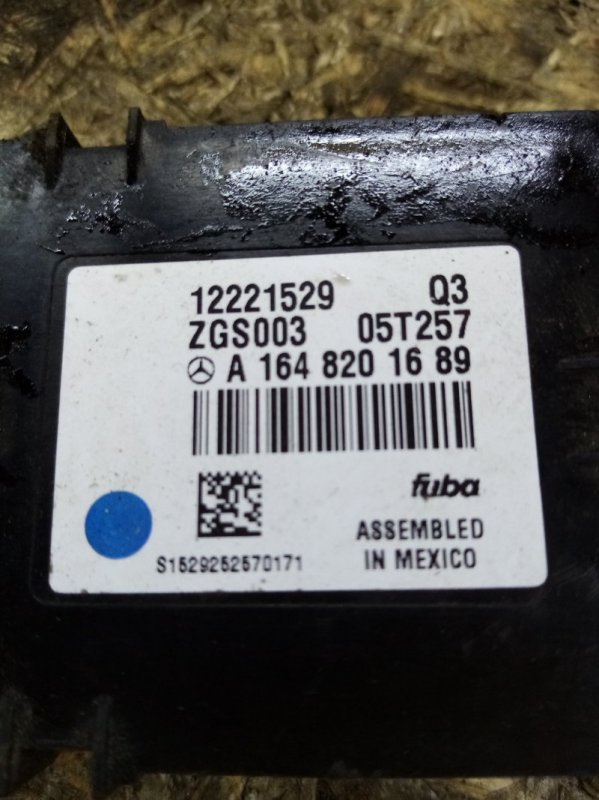 12221529 Q3
ZGS003 05T257
A 164 820 16 89
fuba
ASSEMBLED
IN MEXICO
S1529252570171